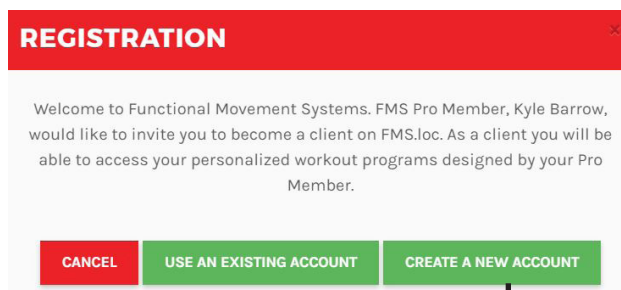 REGISTRATION
×
Welcome to Functional Movement Systems. FMS Pro Member, Kyle Barrow,
would like to invite you to become a client on FMS.loc. As a client you will be
able to access your personalized workout programs designed by your Pro
Member.
CANCEL USE AN EXISTING ACCOUNT CREATE A NEW ACCOUNT